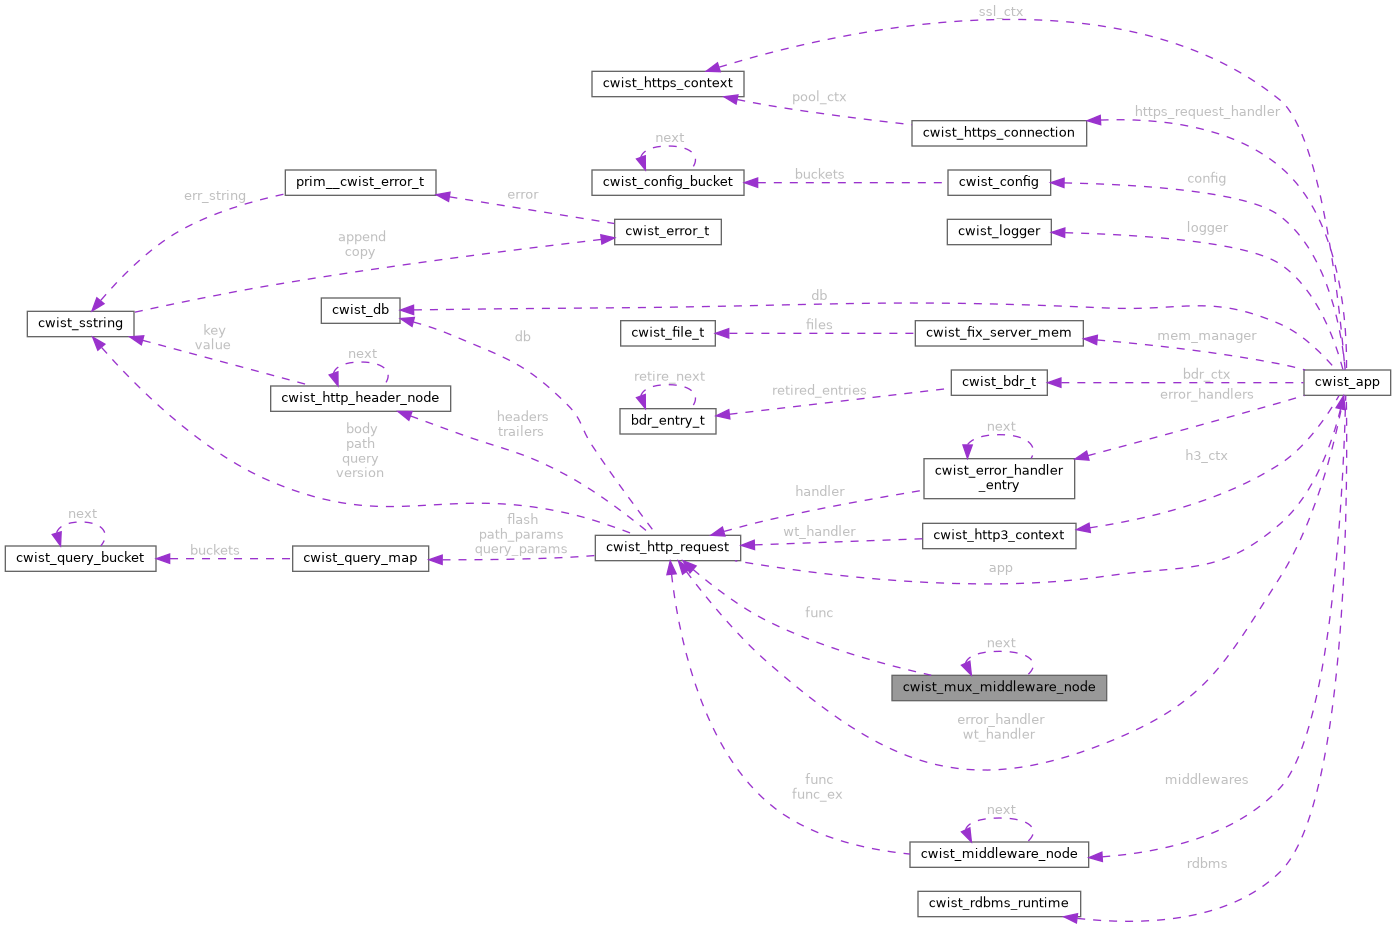 ssl_ctx
cwist_https_context
pool_ctx
https_request_handler
cwist_https_connection
next
prim__cwist_error_t
cwist_config_bucket
buckets
cwist_config
config
err_string
error
cwist_error_t
cwist_logger
logger
append
copy
cwist_sstring
cwist_db
db
key
value
db
cwist_file_t
files
cwist_fix_server_mem
mem_manager
next
cwist_http_header_node
retire_next
bdr_entry_t
retired_entries
cwist_bdr_t
bdr_ctx
cwist_app
error_handlers
headers
trailers
body
path
query
version
next
cwist_error_handler
_entry
h3_ctx
handler
next
cwist_query_bucket
buckets
cwist_query_map
flash
path_params
query_params
cwist_http_request
wt_handler
cwist_http3_context
app
func
next
cwist_mux_middleware_node
error_handler
wt_handler
func
func_ex
middlewares
next
cwist_middleware_node
rdbms
cwist_rdbms_runtime